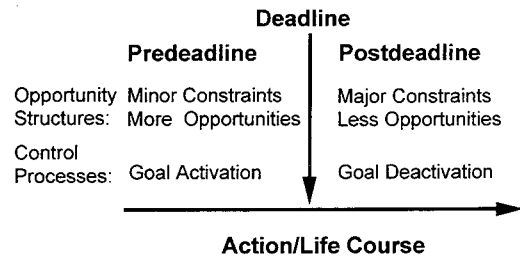 Deadline
Predeadline Postdeadline
Opportunity Minor Constraints Major Constraints
Structures: More Opportunities Less Opportunities
Control
Processes: Goal Activation Goal Deactivation
Action/Life Course